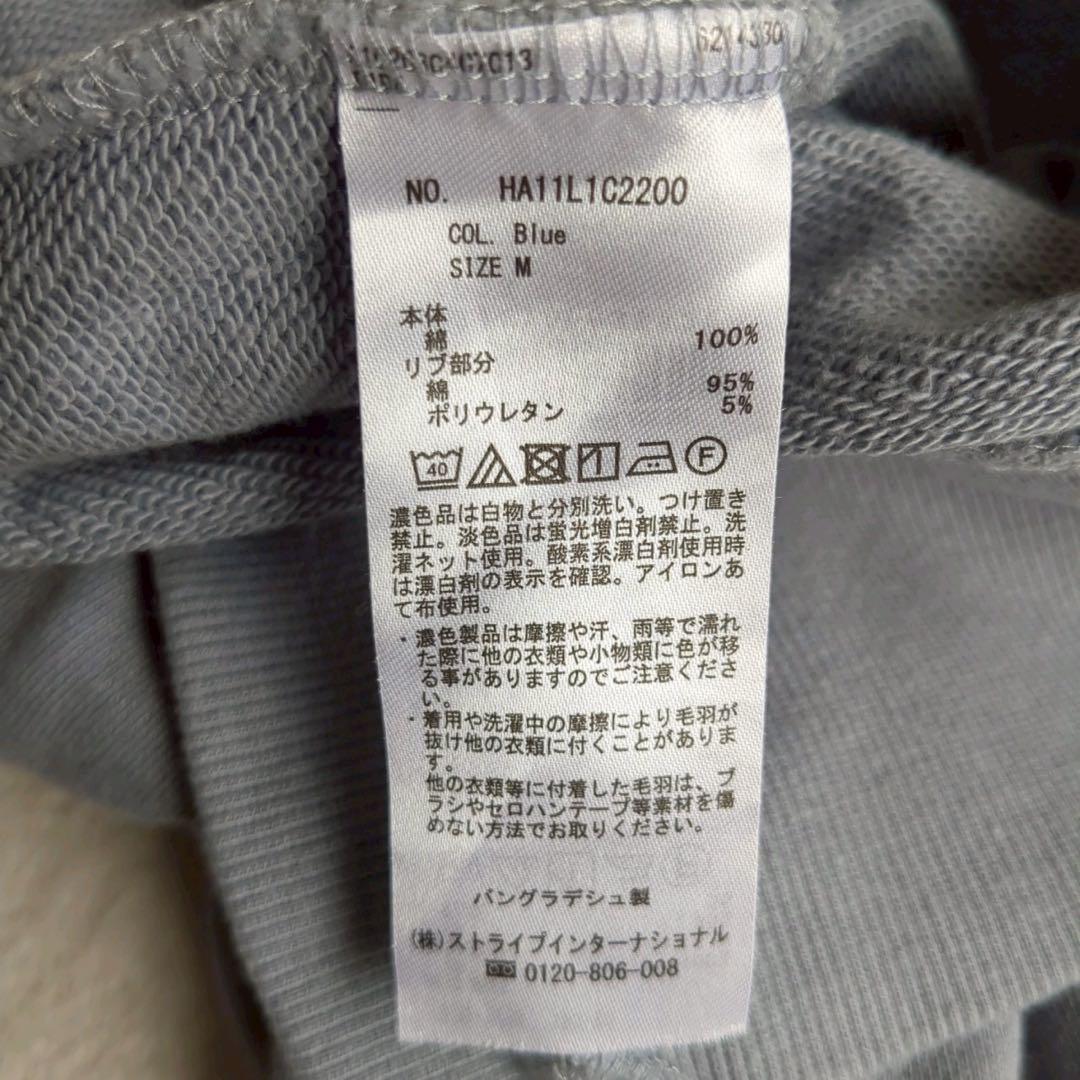 NO. HA11L1C2200
COL. Blue
SIZE M
本体
綿 100%
リブ部分
綿 95%
ポリウレタン 5%
40
F
濃色品は白物と分別洗い。つけ置き
禁止。淡色品は蛍光増白剤禁止。洗
濯ネット使用。酸素系漂白剤使用時
は漂白剤の表示を確認。アイロンあ
て布使用。
・濃色製品は摩擦や汗、雨等で濡れ
た際に他の衣類や小物類に色が移
る事がありますのでご注意くださ
い。
・着用や洗濯中の摩擦により毛羽が
抜け他の衣類に付くことがありま
す。
他の衣類等に付着した毛羽は、ブ
ラシやセロハンテープ等素材を傷
めない方法でお取りください。
バングラデシュ製
(株)ストライプインターナショナル
0120-806-008